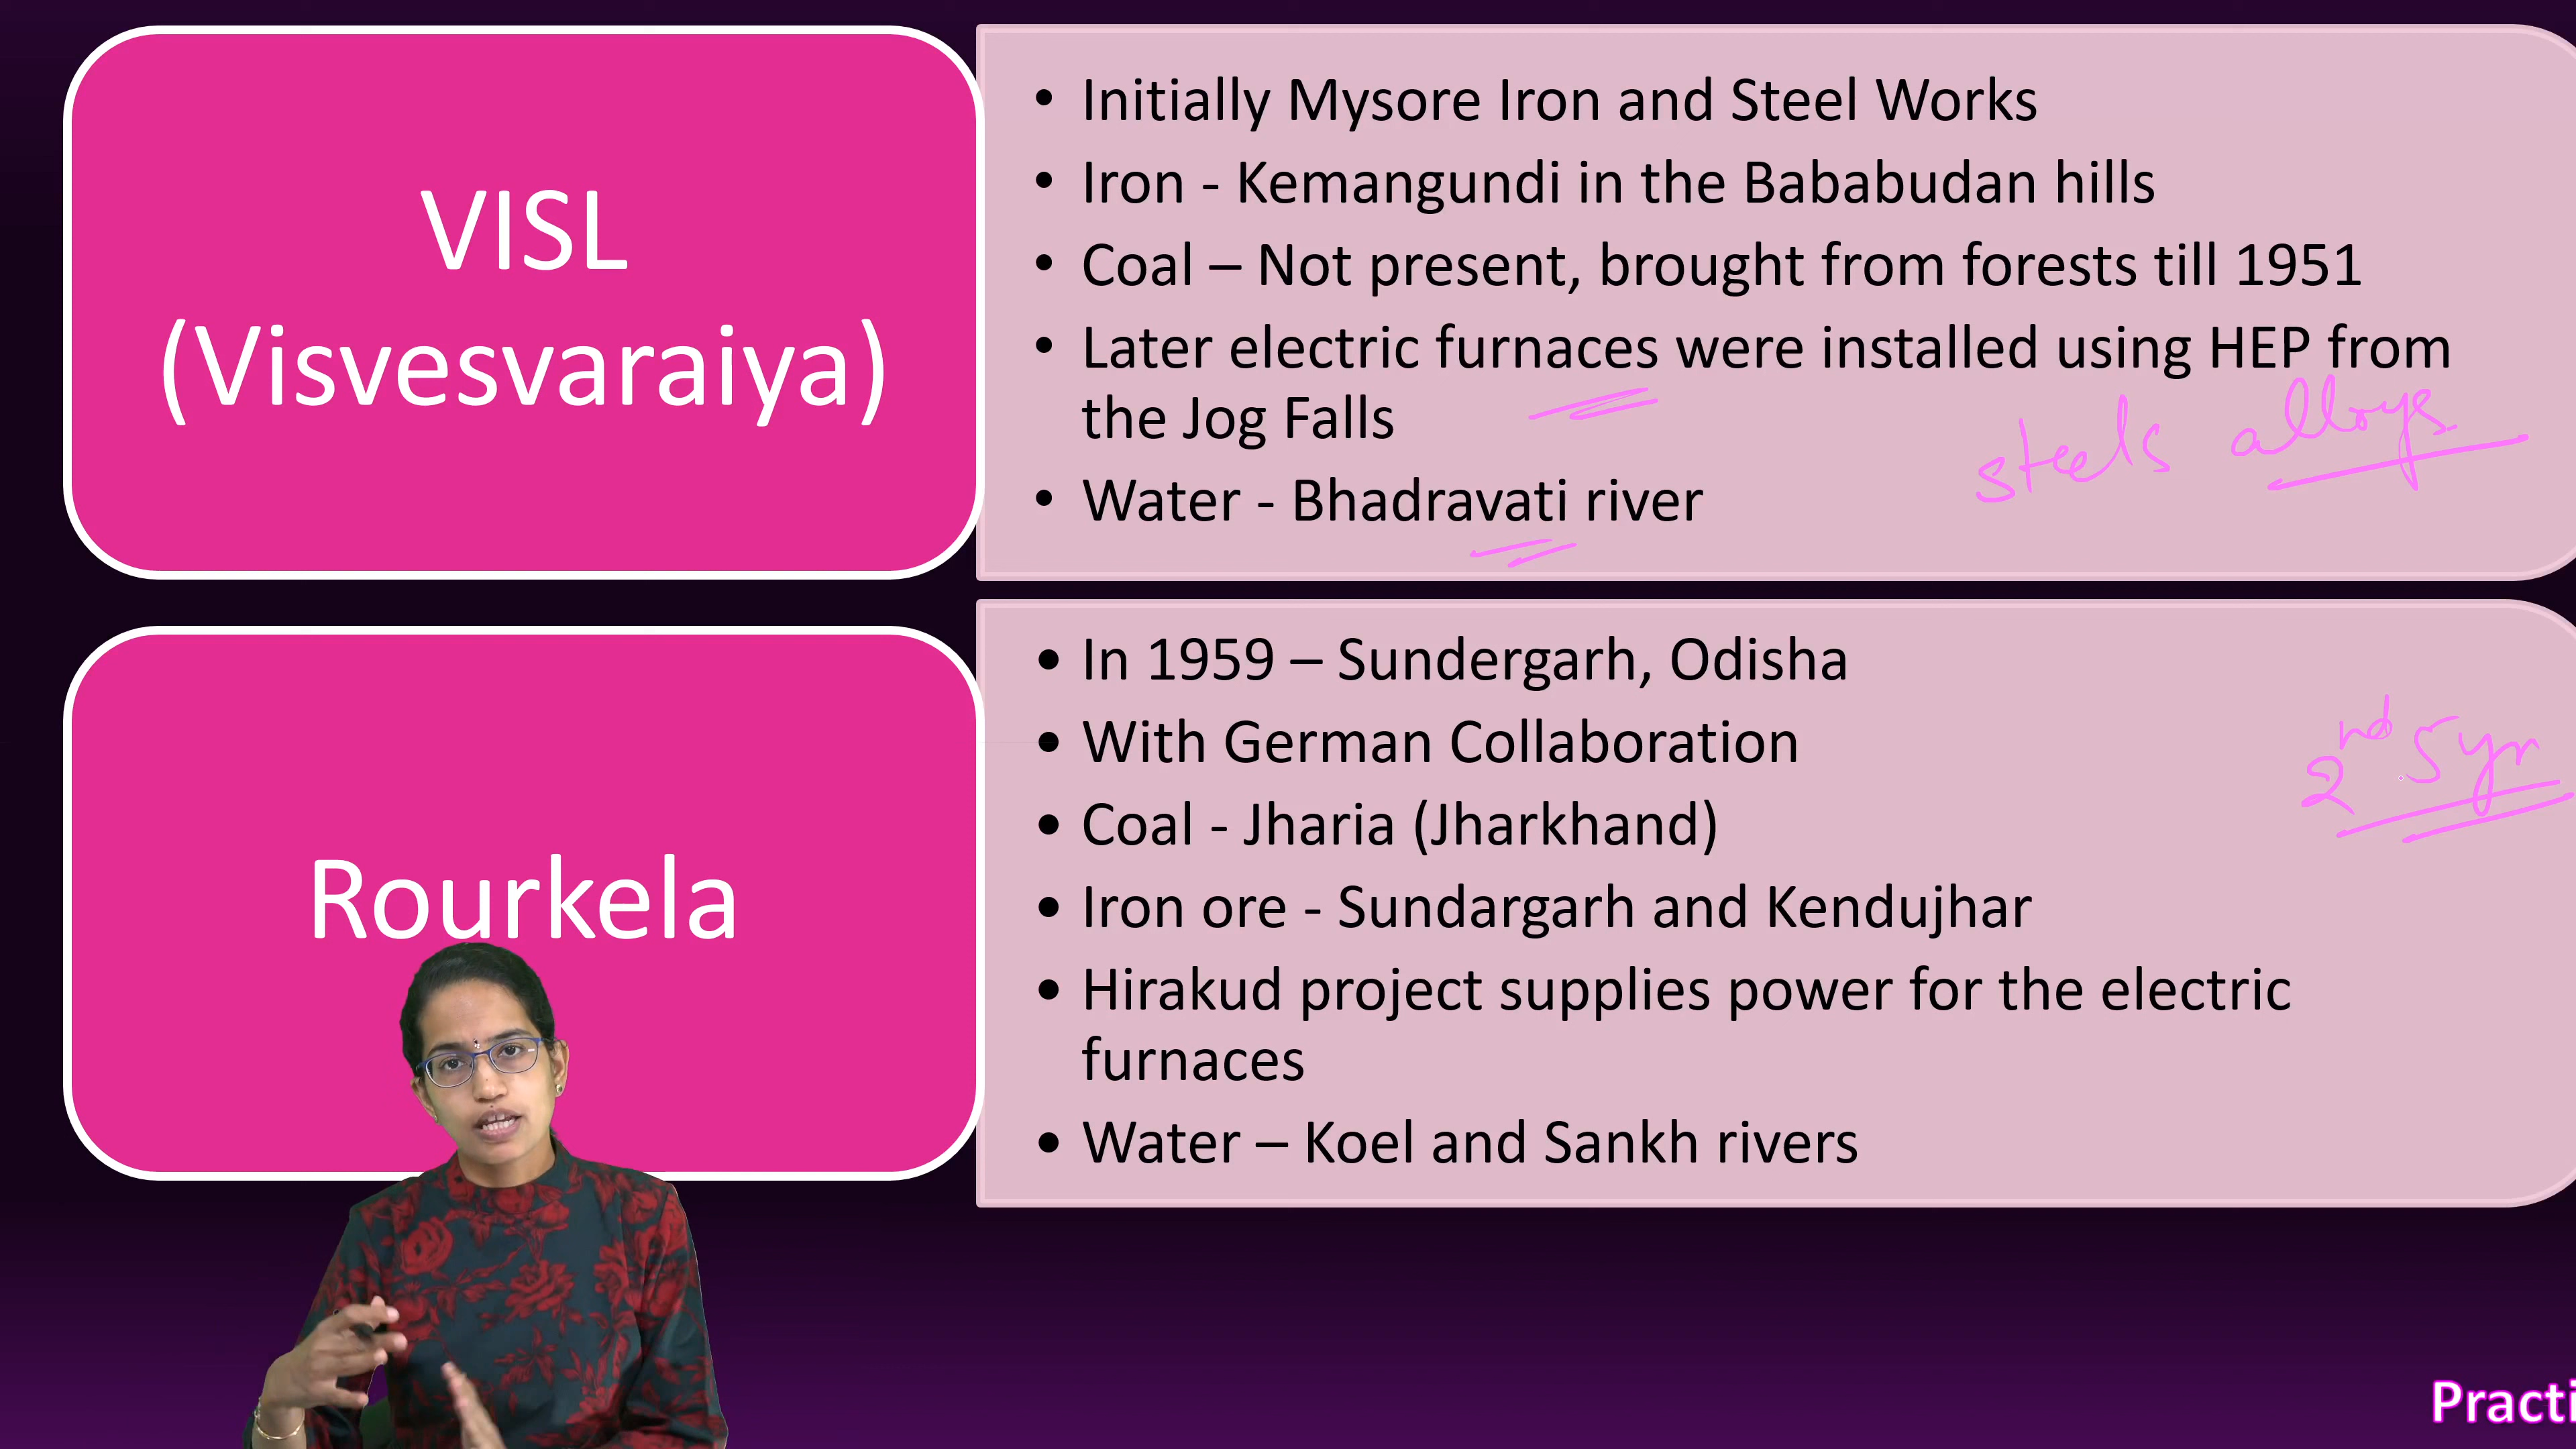 VISL
(Visvesvaraiya)
• Initially Mysore Iron and Steel Works
• Iron - Kemangundi in the Bababudan hills
• Coal – Not present, brought from forests till 1951
• Later electric furnaces were installed using HEP from
the Jog Falls
steels alloys
• Water - Bhadravati river
Rourkela
• In 1959 – Sundergarh, Odisha
• With German Collaboration
2nd 5yr
• Coal - Jharia (Jharkhand)
• Iron ore - Sundargarh and Kendujhar
• Hirakud project supplies power for the electric
furnaces
• Water – Koel and Sankh rivers
Practi